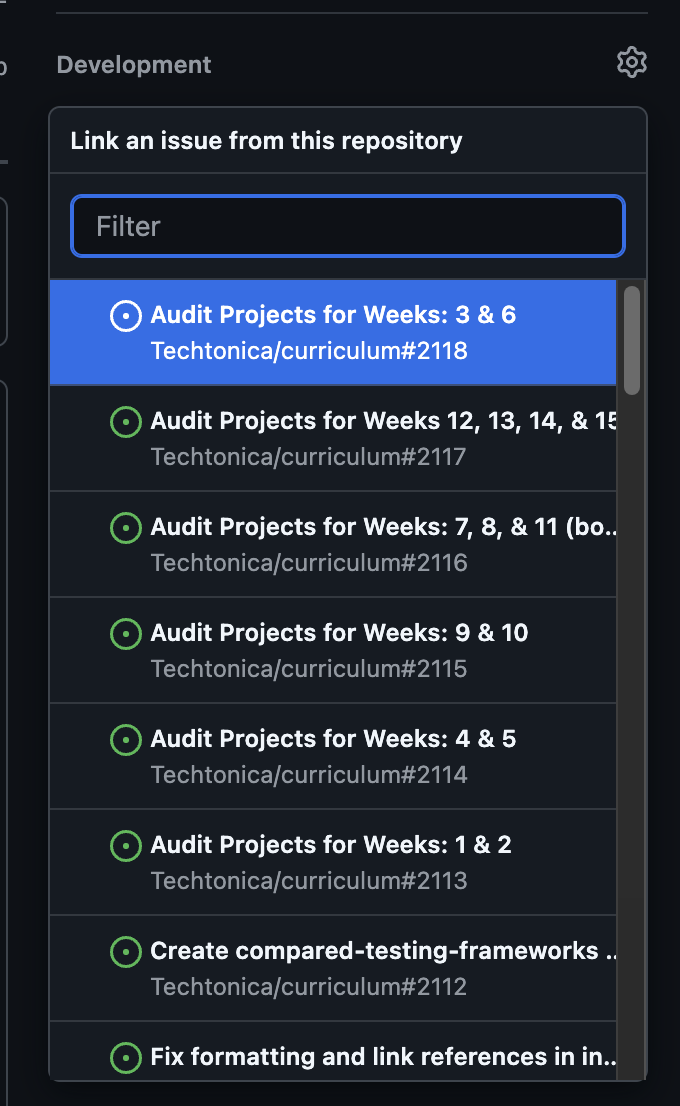 Development
Link an issue from this repository
Filter
Audit Projects for Weeks: 3 & 6
Techtonica/curriculum#2118
Audit Projects for Weeks 12, 13, 14, & 15
Techtonica/curriculum#2117
Audit Projects for Weeks: 7, 8, & 11 (bo..
Techtonica/curriculum#2116
Audit Projects for Weeks: 9 & 10
Techtonica/curriculum#2115
Audit Projects for Weeks: 4 & 5
Techtonica/curriculum#2114
Audit Projects for Weeks: 1 & 2
Techtonica/curriculum#2113
Create compared-testing-frameworks ..
Techtonica/curriculum#2112
Fix formatting and link references in in..